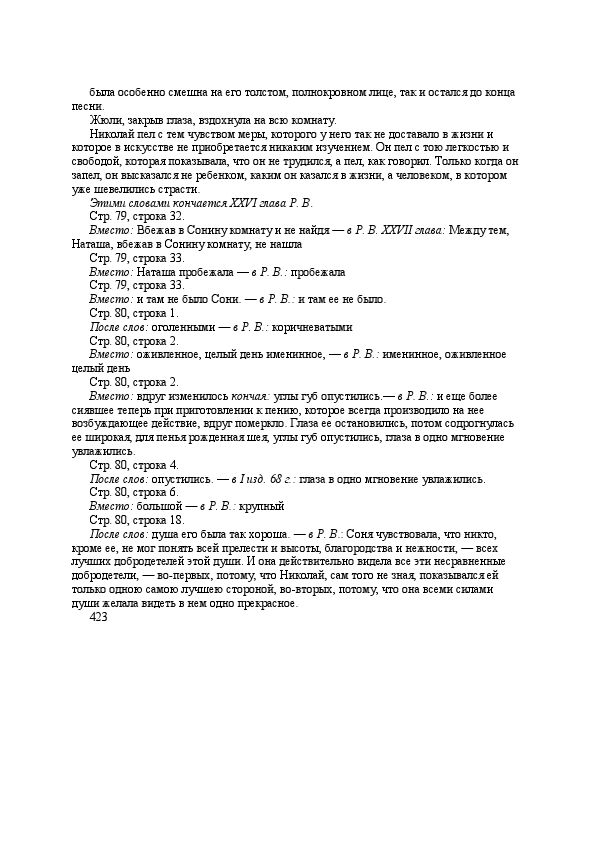 была особенно смешна на его толстом, полнокровном лице, так и остался до конца
песни.
Жюли, закрыв глаза, вздохнула на всю комнату.
Николай пел с тем чувством меры, которого у него так не доставало в жизни и
которое в искусстве не приобретается никаким изучением. Он пел с тою легкостью и
свободой, которая показывала, что он не трудился, а пел, как говорил. Только когда он
запел, он высказался не ребенком, каким он казался в жизни, а человеком, в котором
уже шевелились страсти.
Этими словами кончается XXVI глава Р. В.
Стр. 79, строка 32.
Вместо: Вбежав в Сонину комнату и не найдя — в Р. В. XXVII глава: Между тем,
Наташа, вбежав в Сонину комнату, не нашла
Стр. 79, строка 33.
Вместо: Наташа пробежала — в Р. В.: пробежала
Стр. 79, строка 33.
Вместо: и там не было Сони. — в Р. В.: и там ее не было.
Стр. 80, строка 1.
После слов: оголенными — в Р. В.: коричневатыми
Стр. 80, строка 2.
Вместо: оживленное, целый день именинное, — в Р. В.: именинное, оживленное
целый день
Стр. 80, строка 2.
Вместо: вдруг изменилось кончая: углы губ опустились.— в Р. В.: и еще более
сиявшее теперь при приготовлении к пению, которое всегда производило на нее
возбуждающее действие, вдруг померкло. Глаза ее остановились, потом содрогнулась
ее широкая, для пенья рожденная шея, углы губ опустились, глаза в одно мгновение
увлажились.
Стр. 80, строка 4.
После слов: опустились. — в I изд. 68 г.: глаза в одно мгновение увлажились.
Стр. 80, строка 6.
Вместо: большой — в Р. В.: крупный
Стр. 80, строка 18.
После слов: душа его была так хороша. — в Р. В.: Соня чувствовала, что никто,
кроме ее, не мог понять всей прелести и высоты, благородства и нежности, — всех
лучших добродетелей этой души. И она действительно видела все эти несравненные
добродетели, — во-первых, потому, что Николай, сам того не зная, показывался ей
только одною самою лучшею стороной, во-вторых, потому, что она всеми силами
души желала видеть в нем одно прекрасное.
423